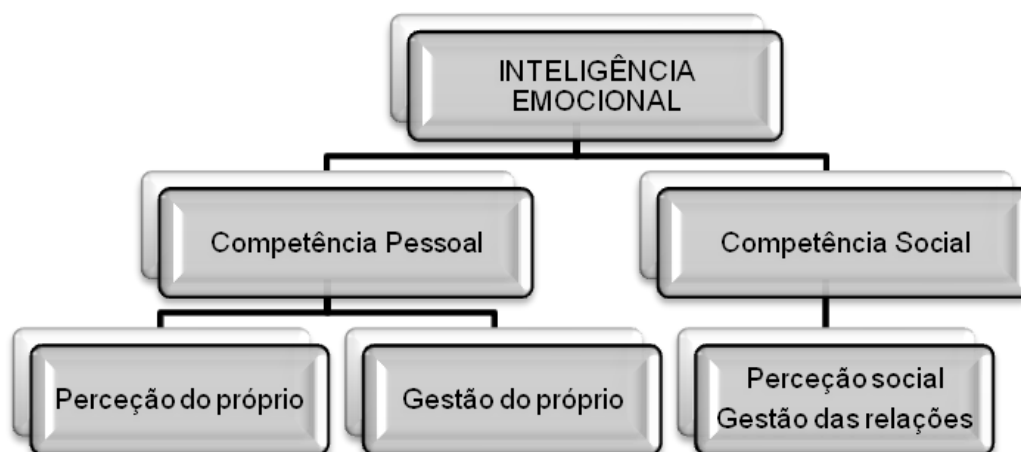 INTELIGÊNCIA
EMOCIONAL
Competência Pessoal
Competência Social
Perceção do próprio
Gestão do próprio
Perceção social
Gestão das relações